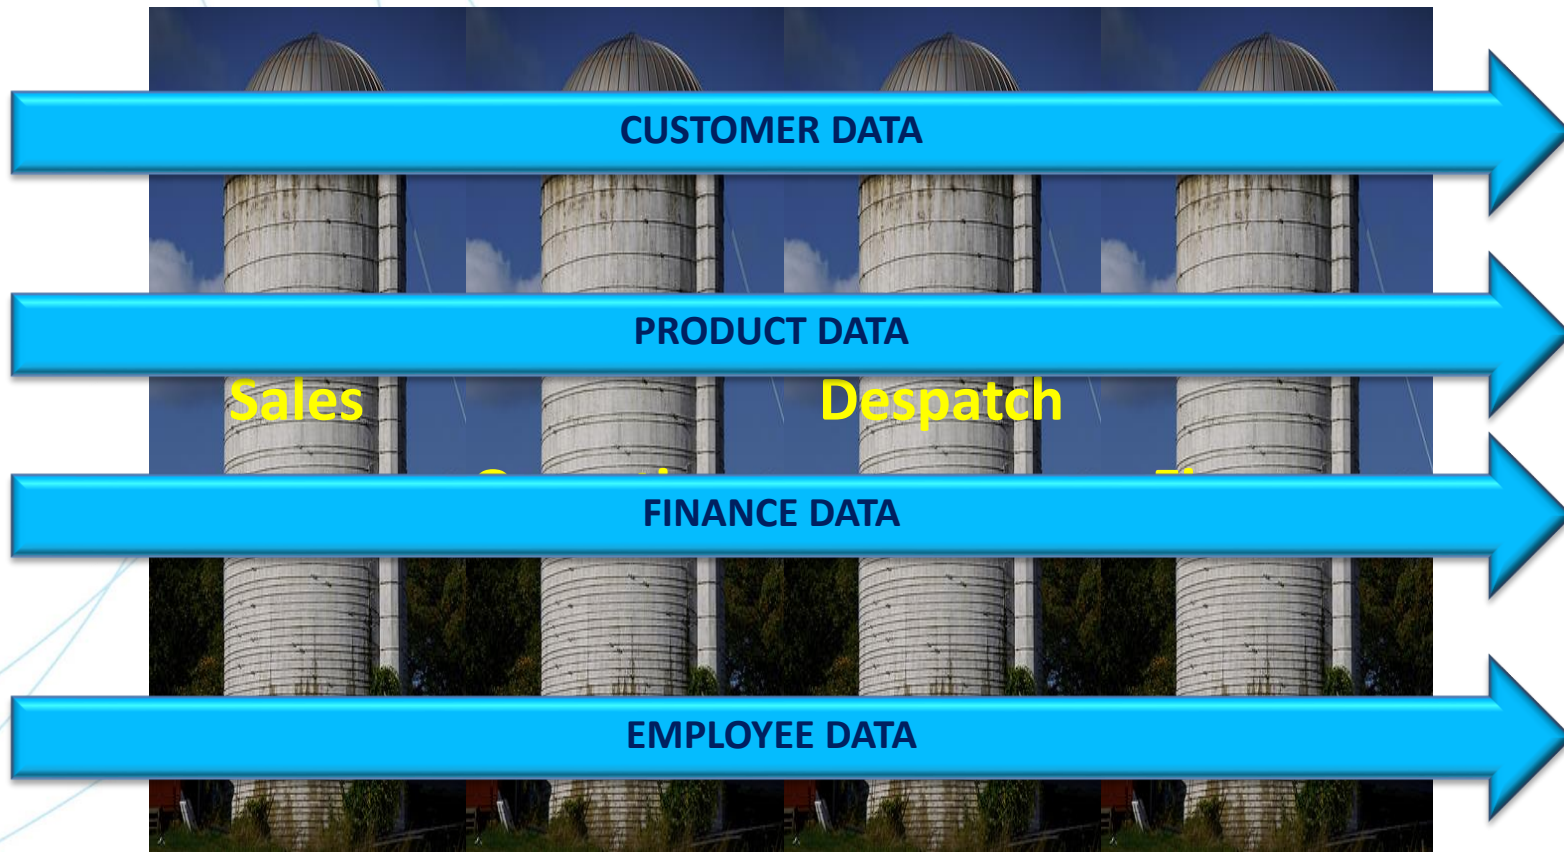 CUSTOMER DATA
PRODUCT DATA
Sales
Despatch
FINANCE DATA
EMPLOYEE DATA